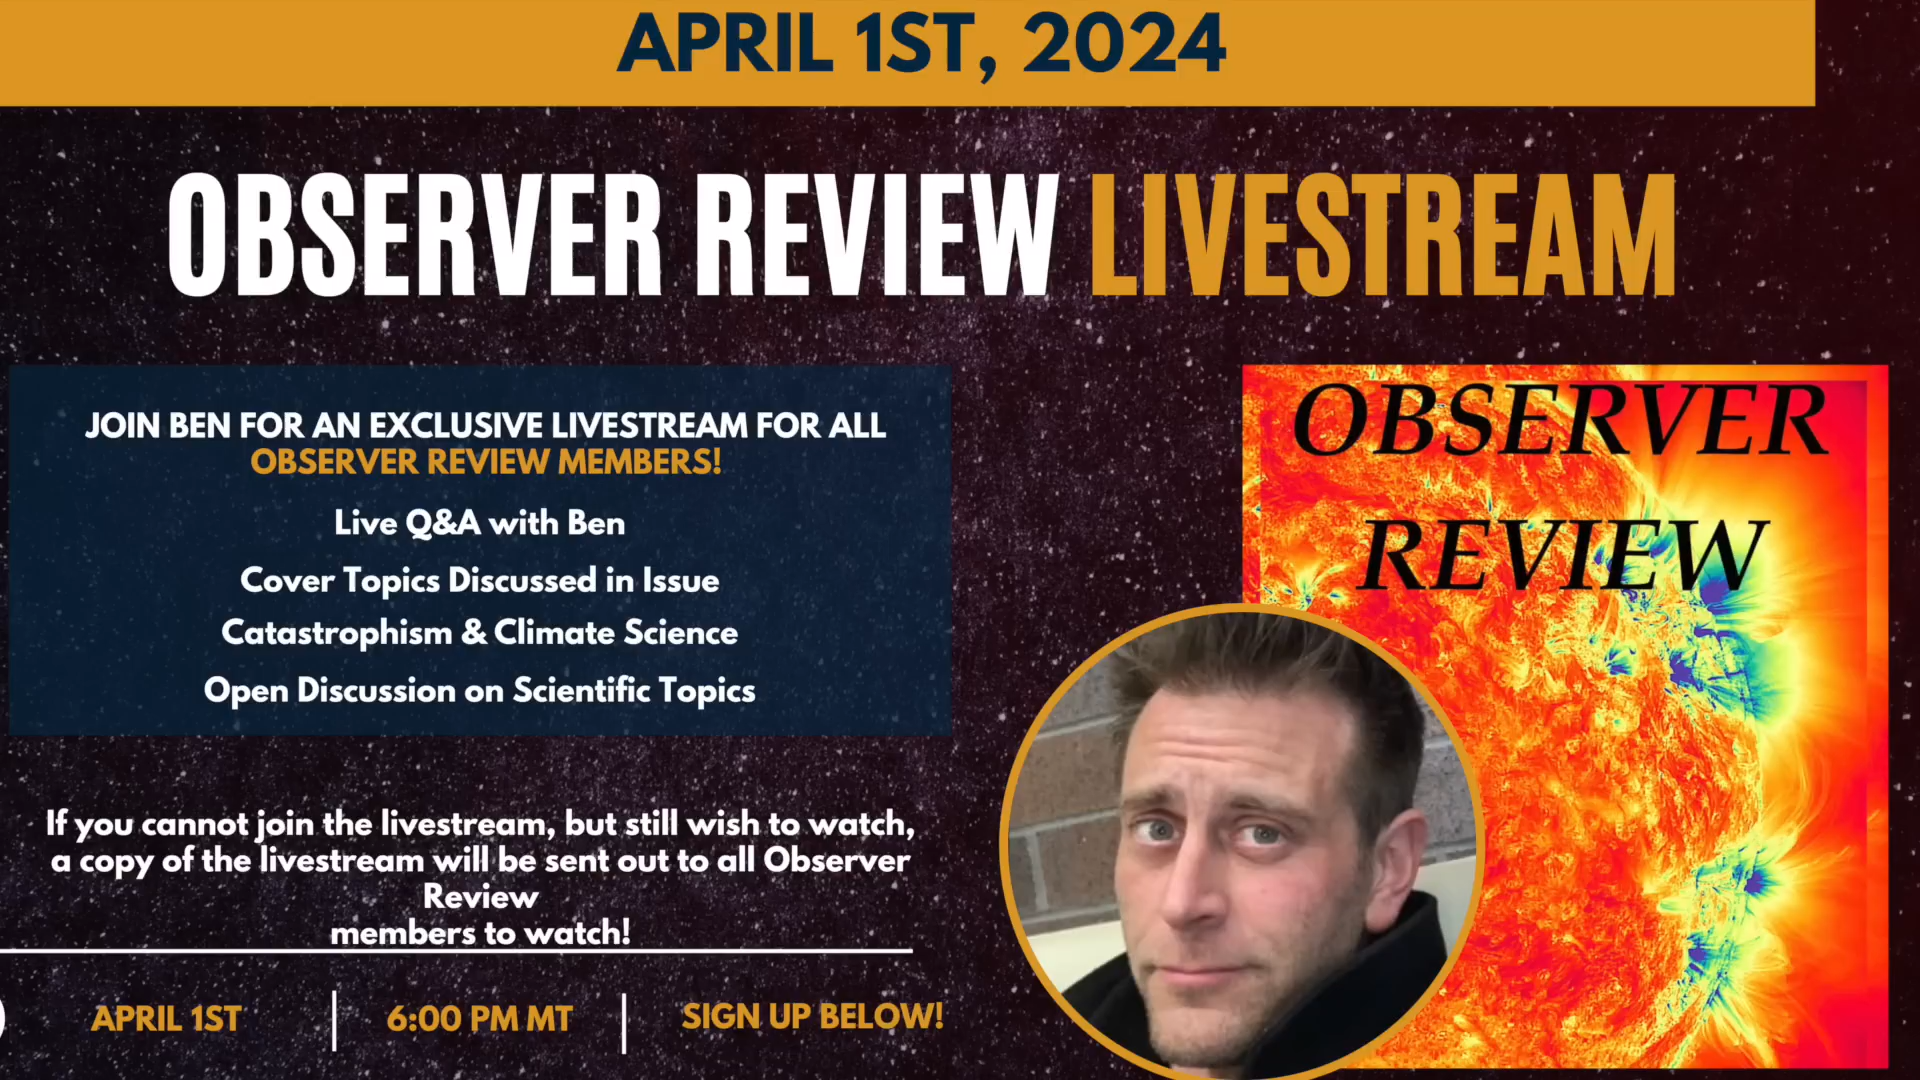 APRIL 1ST, 2024
OBSERVER REVIEW LIVESTREAM
JOIN BEN FOR AN EXCLUSIVE LIVESTREAM FOR ALL
OBSERVER REVIEW MEMBERS!
Live Q&A with Ben
Cover Topics Discussed in Issue
Catastrophism & Climate Science
Open Discussion on Scientific Topics
If you cannot join the livestream, but still wish to watch,
a copy of the livestream will be sent out to all Observer
Review
members to watch!
APRIL 1ST
6:00 PM MT
SIGN UP BELOW!
OBSERVER
REVIEW